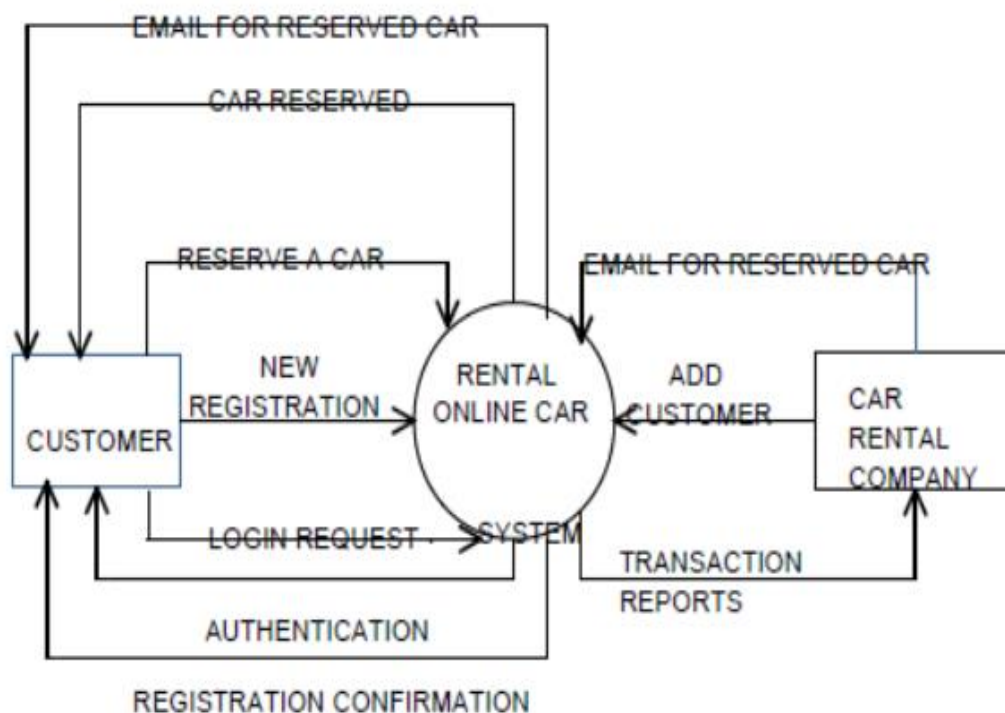 EMAIL FOR RESERVED CAR
CAR RESERVED
RESERVE A CAR
EMAIL FOR RESERVED CAR
NEW
REGISTRATION
RENTAL
ONLINE CAR
SYSTEM
ADD
CUSTOMER
CAR
RENTAL
COMPANY
CUSTOMER
LOGIN REQUEST
TRANSACTION
REPORTS
AUTHENTICATION
REGISTRATION CONFIRMATION